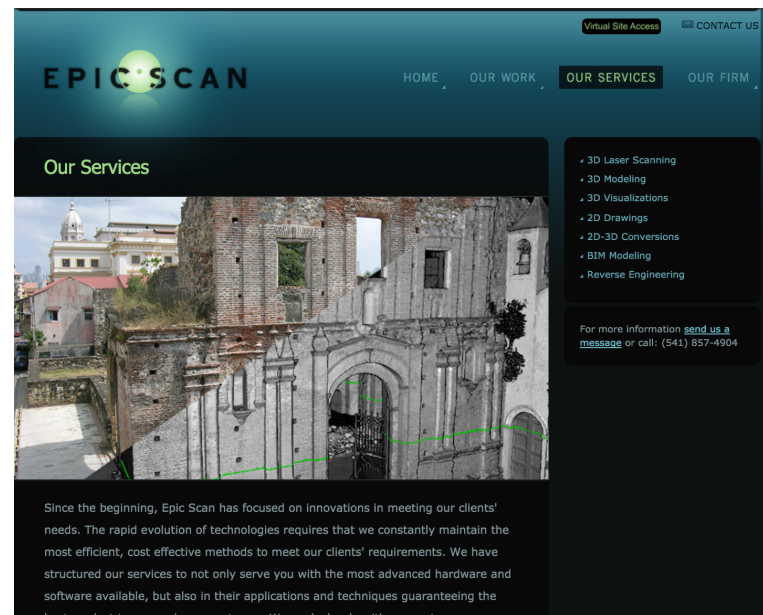 Virtual Site Access
CONTACT US
EPIC SCAN
HOME
OUR WORK
OUR SERVICES
OUR FIRM
Our Services
3D Laser Scanning
3D Modeling
3D Visualizations
2D Drawings
2D-3D Conversions
BIM Modeling
Reverse Engineering
For more information send us a
message or call: (541) 857-4904
Since the beginning, Epic Scan has focused on innovations in meeting our clients'
needs. The rapid evolution of technologies requires that we constantly maintain the
most efficient, cost effective methods to meet our clients' requirements. We have
structured our services to not only serve you with the most advanced hardware and
software available, but also in their applications and techniques guaranteeing the